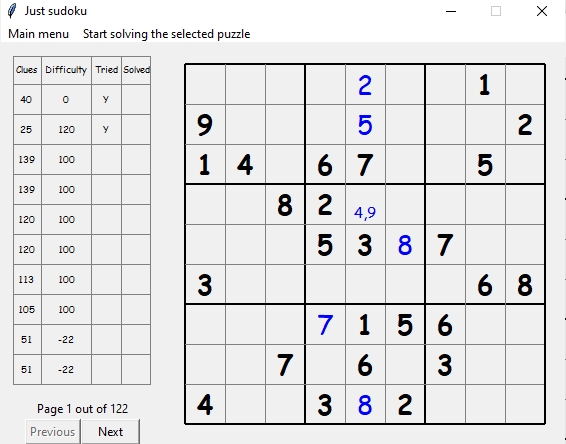 Just sudoku
Main menu Start solving the selected puzzle
Clues Difficulty Tried Solved
40 0 Y
25 120 Y
139 100
139 100
120 100
120 100
113 100
105 100
51 -22
51 -22
Page 1 out of 122
Previous Next
2 1
9 5 2
1 4 6 7 5
8 2 4,9
5 3 8 7
3 6 8
7 1 5 6
7 6 3
4 3 8 2